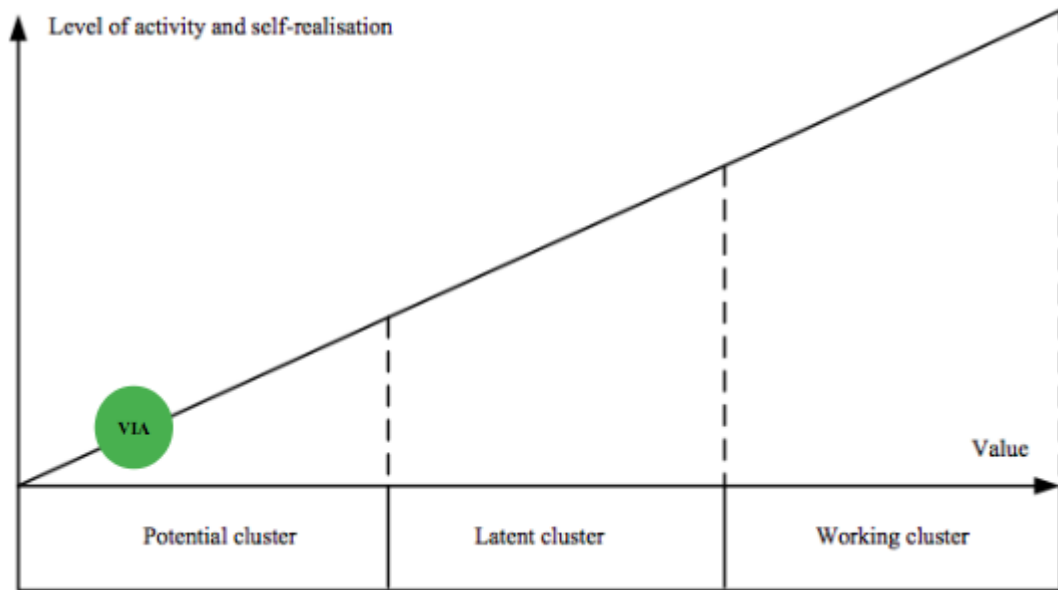 Level of activity and self-realisation
VIA
Value
Potential cluster
Latent cluster
Working cluster